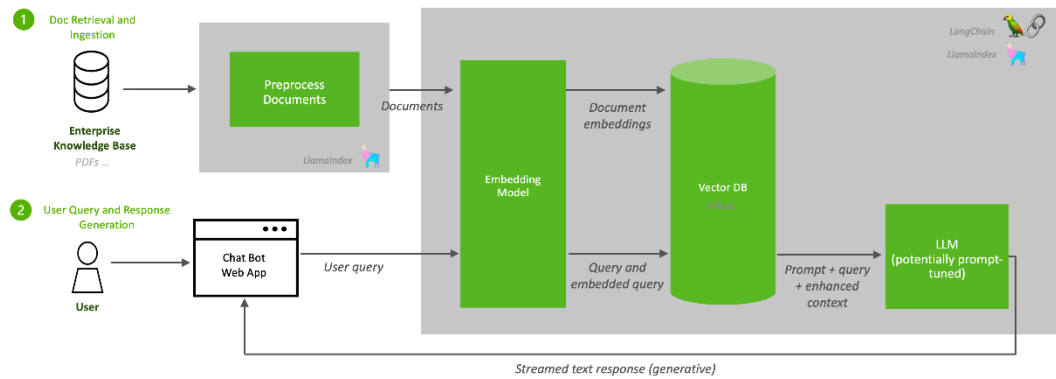 1
Doc Retrieval and
Ingestion
Enterprise
Knowledge Base
PDFs ...
Preprocess
Documents
LlamaIndex
Documents
Embedding
Model
Document
embeddings
Vector DB
LangChain
LlamaIndex
2
User Query and Response
Generation
User
Chat Bot
Web App
User query
Query and
embedded query
Prompt + query
+ enhanced
context
LLM
(potentially prompt-
tuned)
Streamed text response (generative)